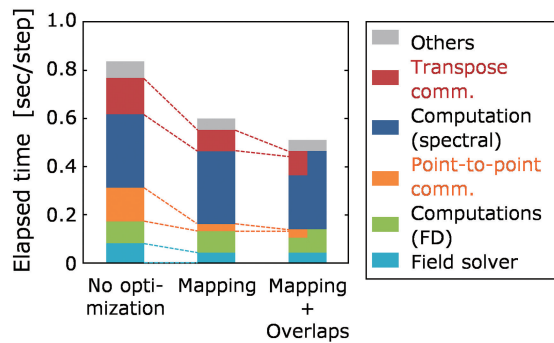 Elapsed time [sec/step]
1.0
0.8
0.6
0.4
0.2
0
No opti-
mization
Mapping
Mapping
+
Overlaps
Others
Transpose
comm.
Computation
(spectral)
Point-to-point
comm.
Computations
(FD)
Field solver